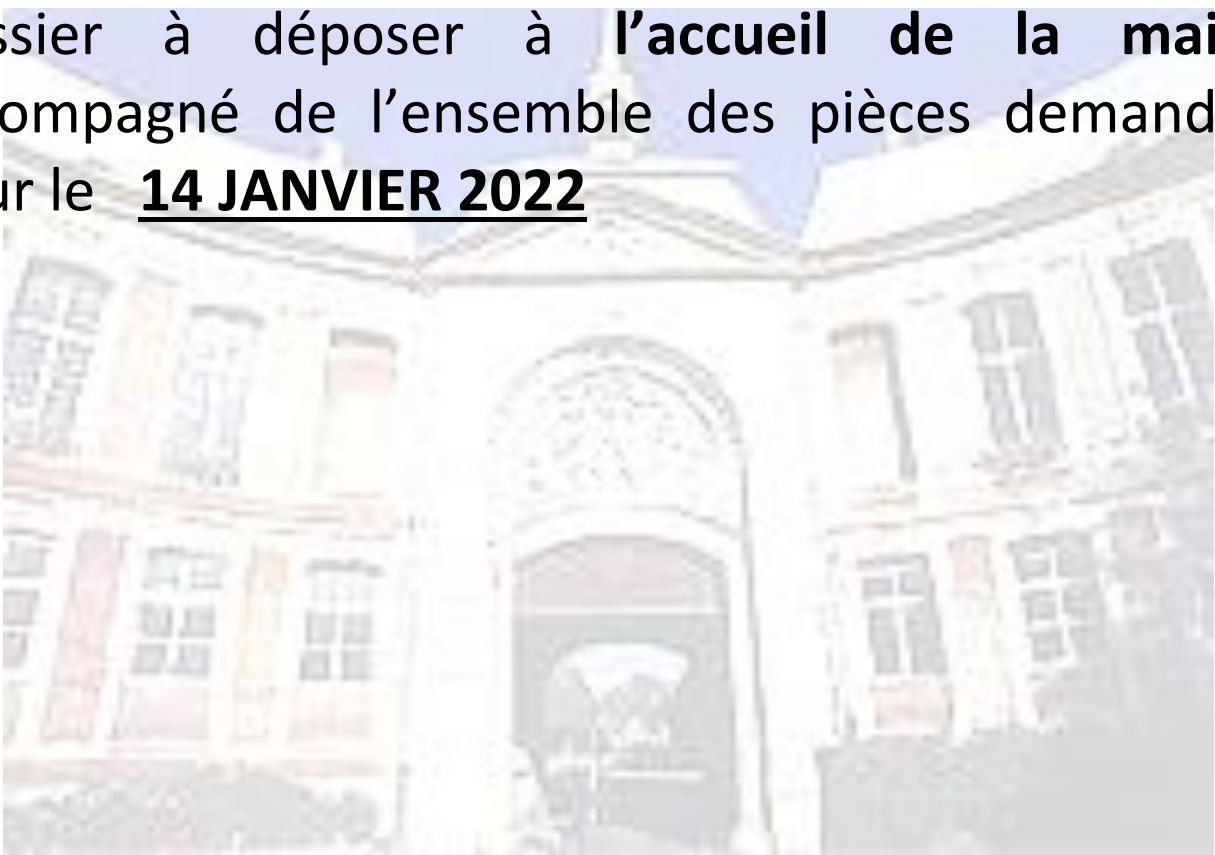 ssier à déposer à l’accueil de la mai
ompagné de l’ensemble des pièces demand
ur le 14 JANVIER 2022